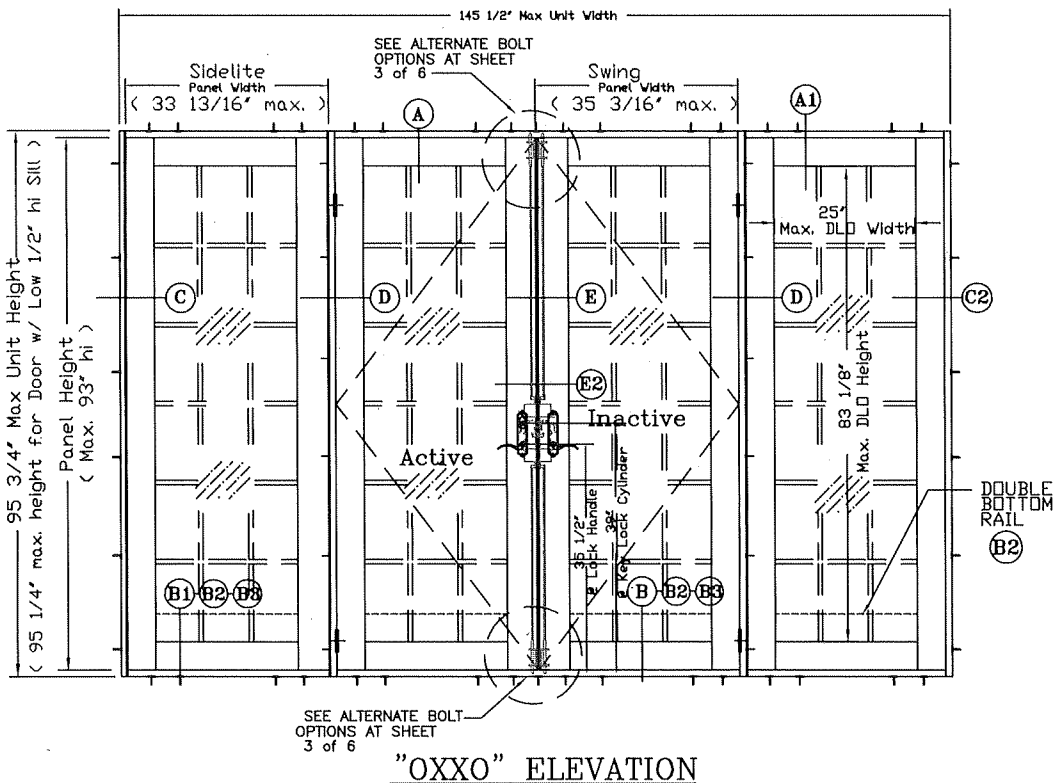 145 1/2" Max Unit Width
SEE ALTERNATE BOLT
OPTIONS AT SHEET
3 of 6
Sidelite
Panel Width
( 33 13/16" max. )
Swing
Panel Width
( 35 3/16" max. )
A
A1
95 3/4" Max Unit Height
( 95 1/4" max. height for Door w/ Low 1/2" hi Sill )
Panel Height
( Max. 93" hi )
25"
Max. DLO Width
C
D
E
D
C2
E2
83 1/8"
Max. DLO Height
Inactive
Active
35 1/2"
@ Lock Handle
39"
@ Key Lock Cylinder
DOUBLE
BOTTOM
RAIL
B2
B1 B2 B3
B B2 B3
SEE ALTERNATE BOLT
OPTIONS AT SHEET
3 of 6
"OXXO" ELEVATION